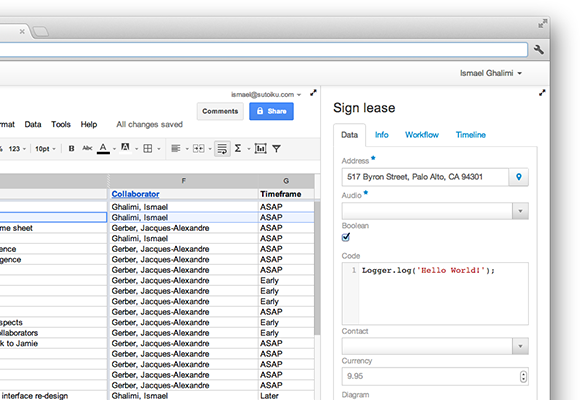 Ismael Ghalimi
ismael@sutoiku.com
Comments Share
Sign lease
rmat Data Tools Help All changes saved
Data Info Workflow Timeline
% 123 10pt B Abc A A Σ
Address *
517 Byron Street, Palo Alto, CA 94301
F G
Audio *
Collaborator Timeframe
Ghalimi, Ismael ASAP
Ghalimi, Ismael ASAP
Boolean
me sheet Gerber, Jacques-Alexandre ASAP
Ghalimi, Ismael ASAP
ence Gerber, Jacques-Alexandre ASAP
gence Gerber, Jacques-Alexandre ASAP
Gerber, Jacques-Alexandre ASAP
Gerber, Jacques-Alexandre Early
Gerber, Jacques-Alexandre Early
Gerber, Jacques-Alexandre Early
Gerber, Jacques-Alexandre ASAP
spects Gerber, Jacques-Alexandre Early
llaborators Gerber, Jacques-Alexandre Early
k to Jamie Gerber, Jacques-Alexandre ASAP
Gerber, Jacques-Alexandre ASAP
Gerber, Jacques-Alexandre ASAP
Gerber, Jacques-Alexandre ASAP
Gerber, Jacques-Alexandre ASAP
interface re-design Ghalimi, Ismael Later
Code
1 Logger.log('Hello World!');
Contact
Currency
9.95
Diagram